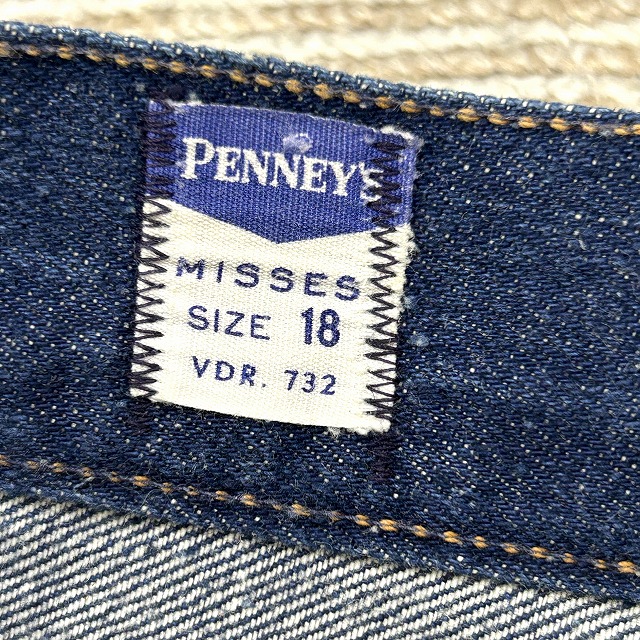 PENNEY'S
MISSES
SIZE 18
VDR. 732